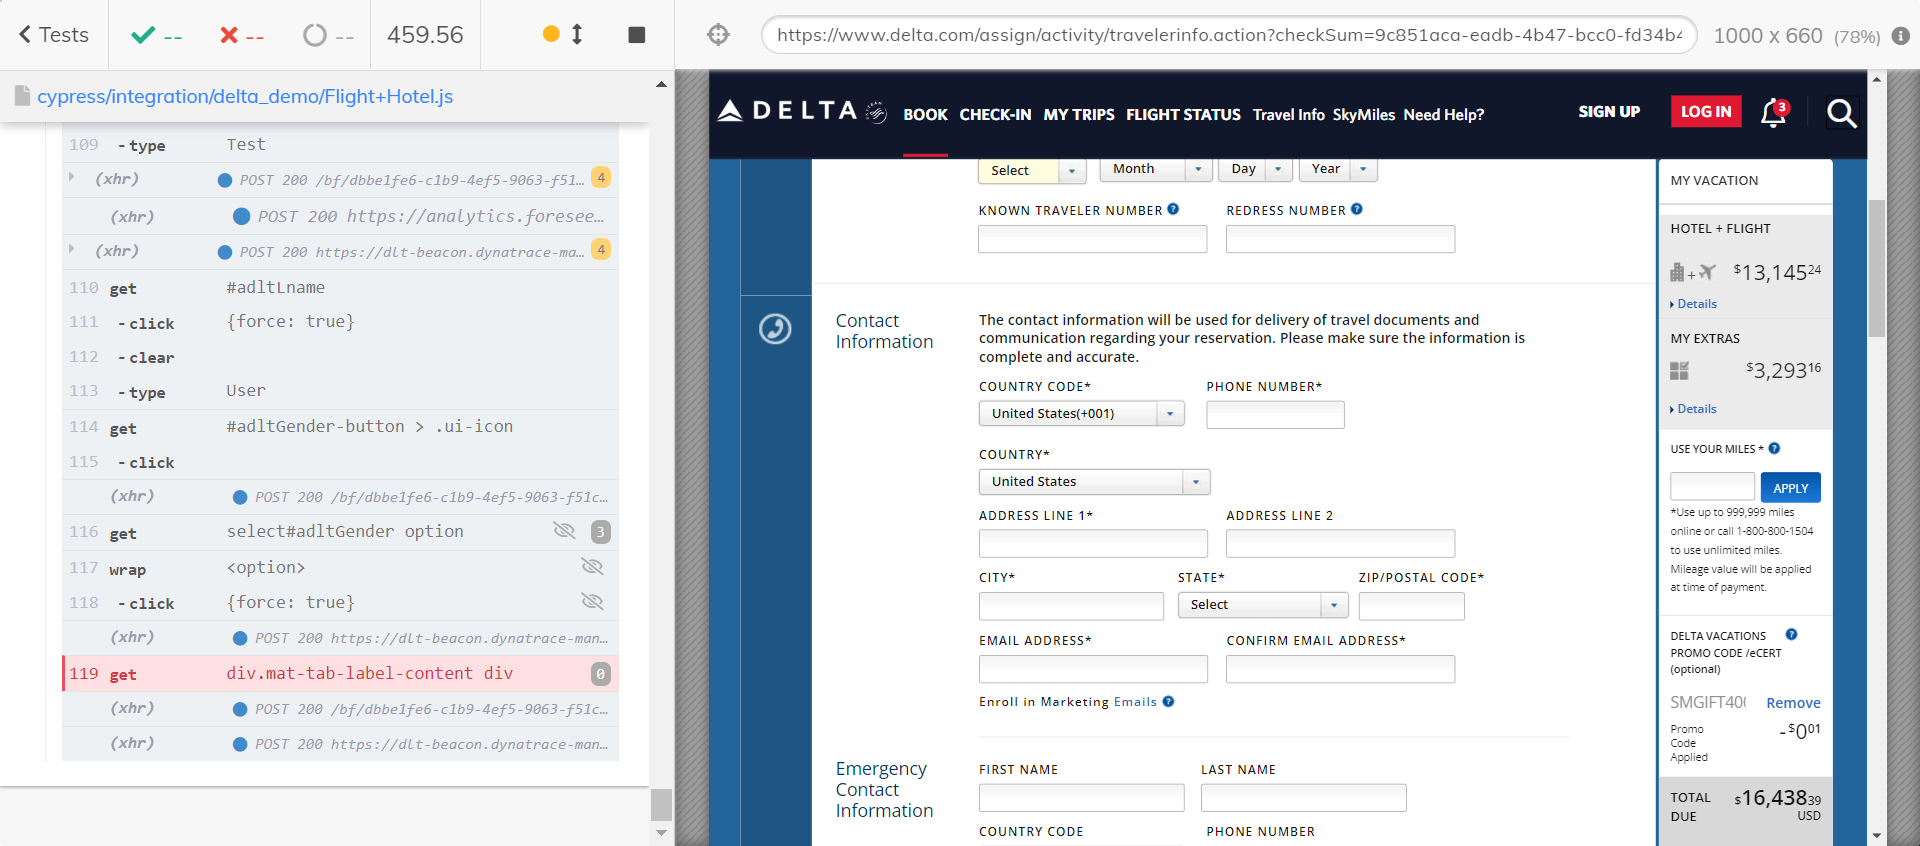 Tests
--
--
--
459.56
https://www.delta.com/assign/activity/travelerinfo.action?checkSum=9c851aca-eadb-4b47-bcc0-fd34b4
1000 x 660 (78%)
cypress/integration/delta_demo/Flight+Hotel.js
109 -type Test
(xhr) POST 200 /bf/dbbe1fe6-c1b9-4ef5-9063-f51... 4
(xhr) POST 200 https://analytics.foresee...
(xhr) POST 200 https://dlt-beacon.dynatrace-ma... 4
110 get #adltLname
111 -click {force: true}
112 -clear
113 -type User
114 get #adltGender-button > .ui-icon
115 -click
(xhr) POST 200 /bf/dbbe1fe6-c1b9-4ef5-9063-f51c...
116 get select#adltGender option 3
117 wrap <option>
118 -click {force: true}
(xhr) POST 200 https://dlt-beacon.dynatrace-man...
119 get div.mat-tab-label-content div 0
(xhr) POST 200 /bf/dbbe1fe6-c1b9-4ef5-9063-f51c...
(xhr) POST 200 https://dlt-beacon.dynatrace-man...
DELTA BOOK CHECK-IN MY TRIPS FLIGHT STATUS Travel Info SkyMiles Need Help? SIGN UP LOG IN 3
Select Month Day Year
KNOWN TRAVELER NUMBER ? REDRESS NUMBER ?
Contact
Information
The contact information will be used for delivery of travel documents and
communication regarding your reservation. Please make sure the information is
complete and accurate.
COUNTRY CODE* PHONE NUMBER*
United States(+001)
COUNTRY*
United States
ADDRESS LINE 1* ADDRESS LINE 2
CITY* STATE* ZIP/POSTAL CODE*
Select
EMAIL ADDRESS* CONFIRM EMAIL ADDRESS*
Enroll in Marketing Emails ?
Emergency
Contact
Information
FIRST NAME LAST NAME
COUNTRY CODE PHONE NUMBER
MY VACATION
HOTEL + FLIGHT
+ $13,145 24
Details
MY EXTRAS
$3,293 16
Details
USE YOUR MILES * ?
APPLY
*Use up to 999,999 miles
online or call 1-800-800-1504
to use unlimited miles.
Mileage value will be applied
at time of payment.
DELTA VACATIONS ?
PROMO CODE /eCERT
(optional)
SMGIFT400 Remove
Promo
Code
Applied
-$0 01
TOTAL
DUE
$16,438 39
USD